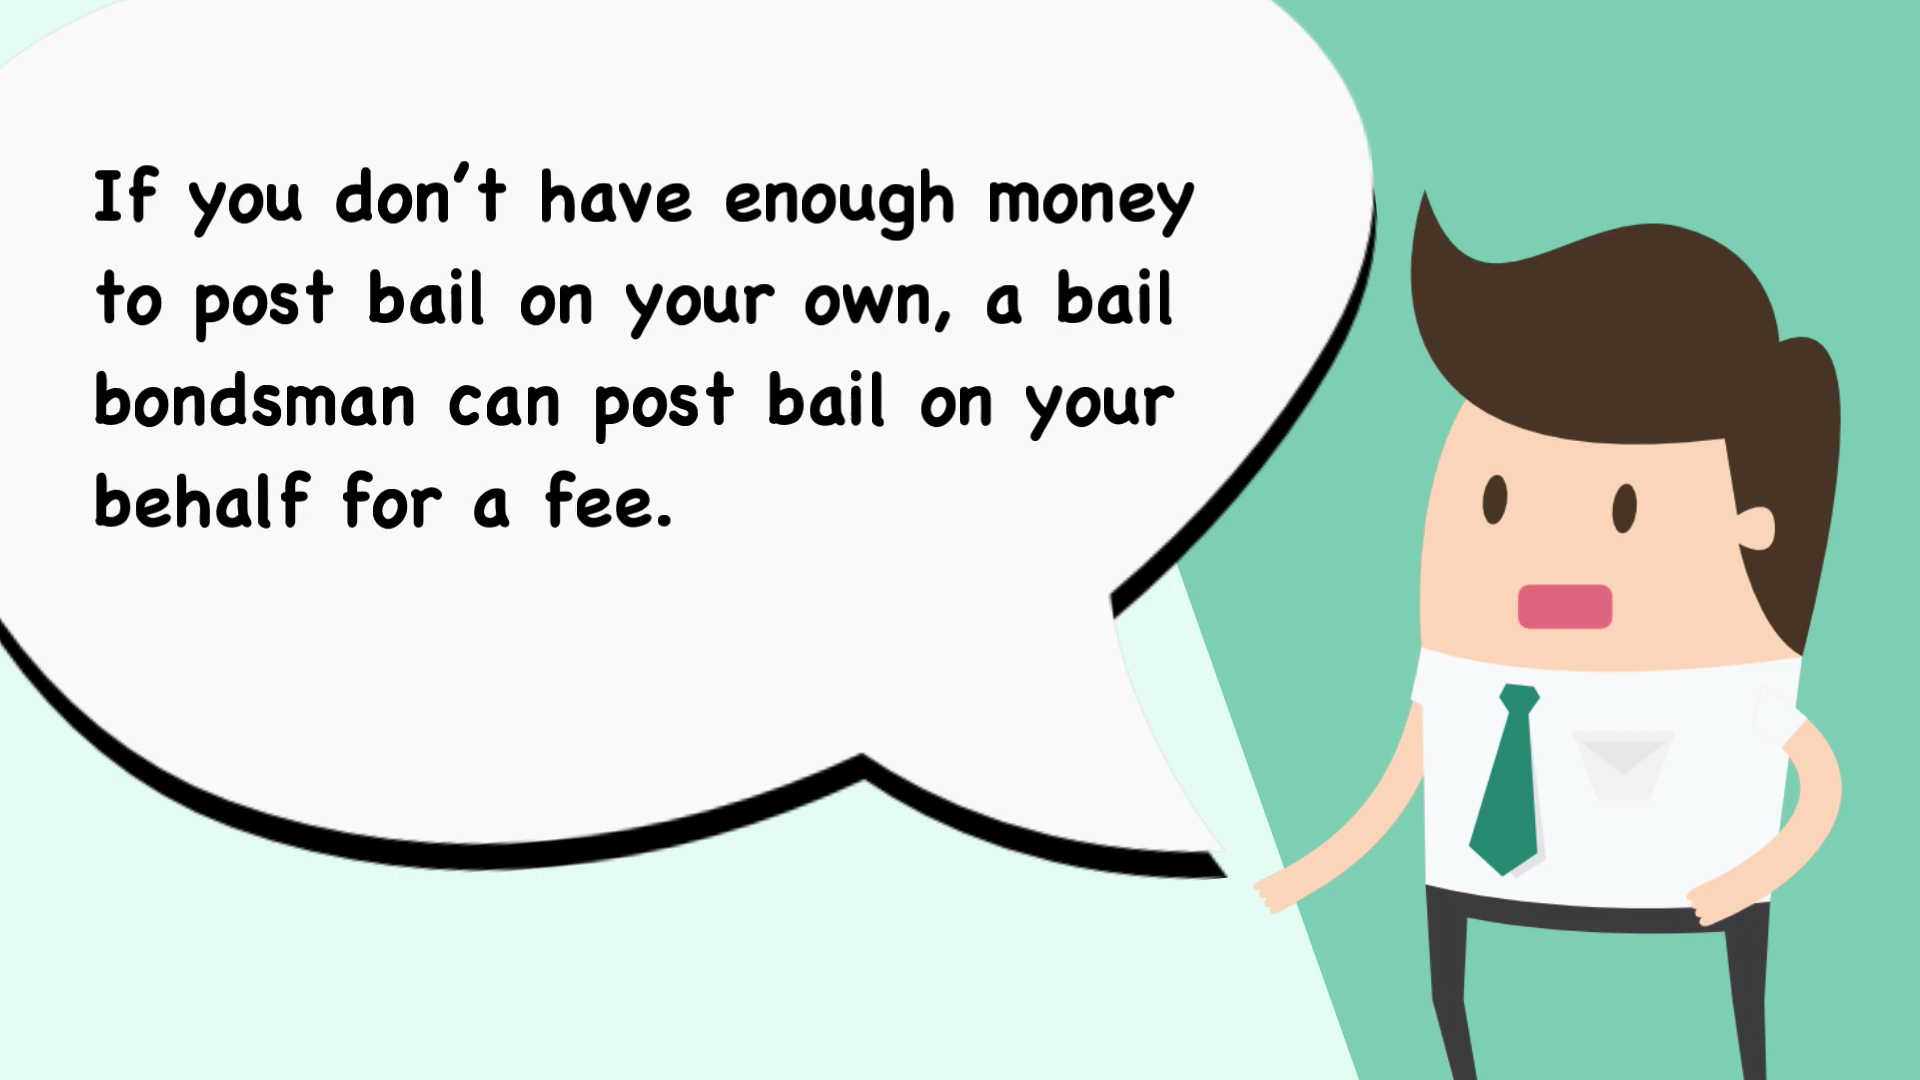 If you don't have enough money
to post bail on your own, a bail
bondsman can post bail on your
behalf for a fee.